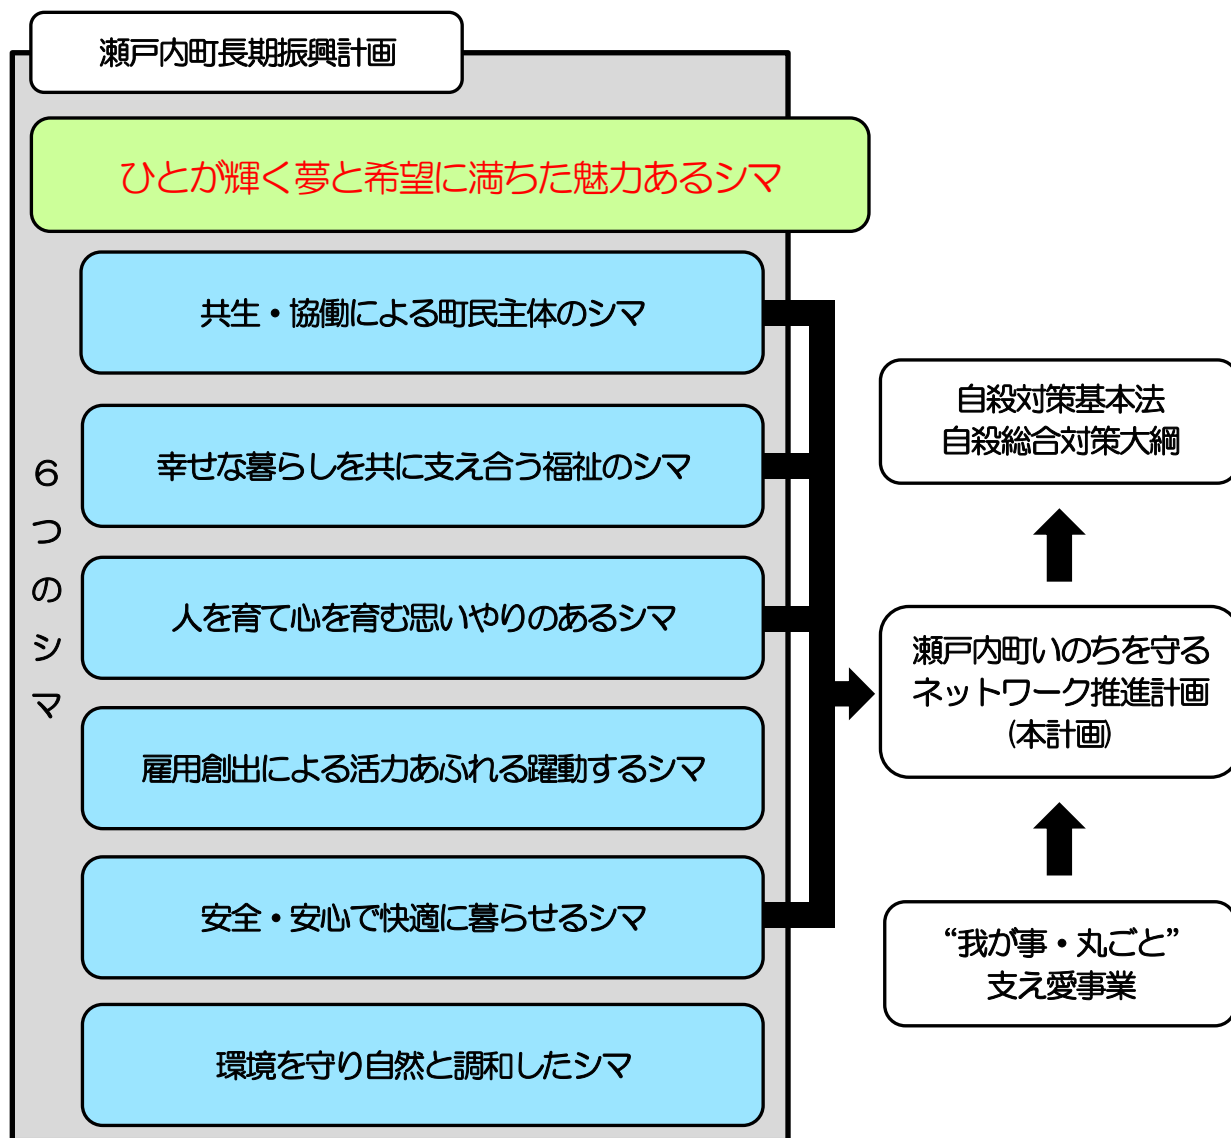 瀬戸内町長期振興計画
ひとが輝く夢と希望に満ちた魅力あるシマ
6つのシマ
共生・協働による町民主体のシマ
幸せな暮らしを共に支え合う福祉のシマ
人を育て心を育む思いやりのあるシマ
雇用創出による活力あふれる躍動するシマ
安全・安心で快適に暮らせるシマ
環境を守り自然と調和したシマ
自殺対策基本法
自殺総合対策大綱
瀬戸内町いのちを守る
ネットワーク推進計画
(本計画)
“我が事・丸ごと”
支え愛事業